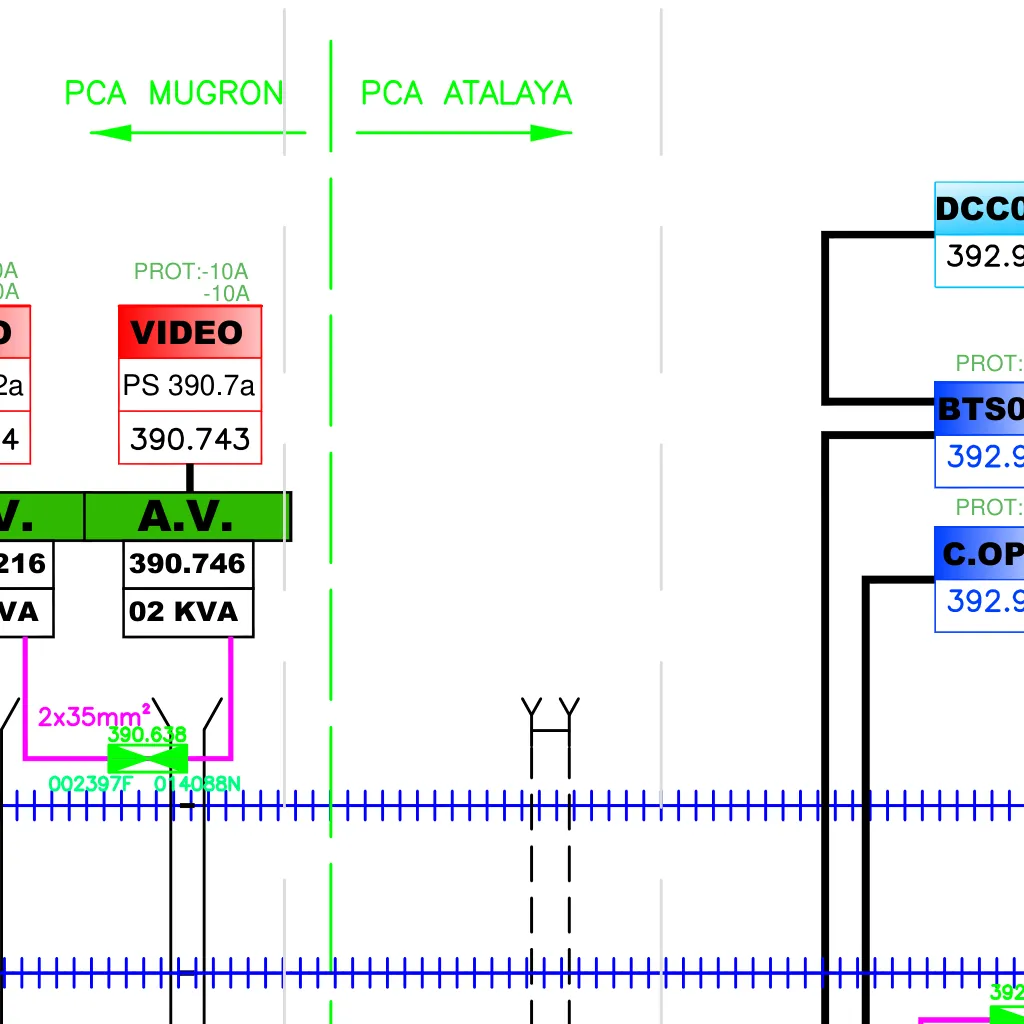 PCA MUGRON
PCA ATALAYA
DCC0
392.9
0A
0A
PROT:-10A
-10A
VIDEO
PS 390.7a
390.743
2a
4
PROT:
BTS0
392.9
V.
A.V.
216
390.746
VA
02 KVA
PROT:
C.OP
392.9
2x35mm²
390.638
002397F 014088N
392